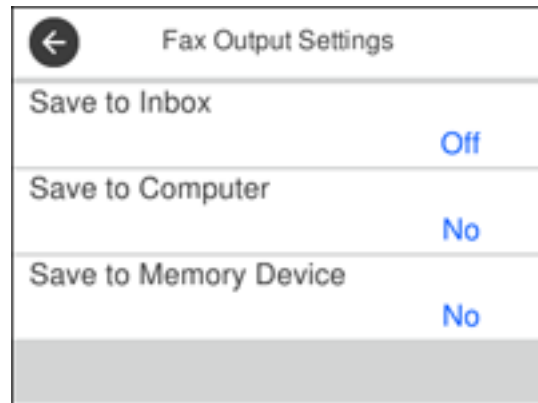 Fax Output Settings
Save to Inbox
Off
Save to Computer
No
Save to Memory Device
No